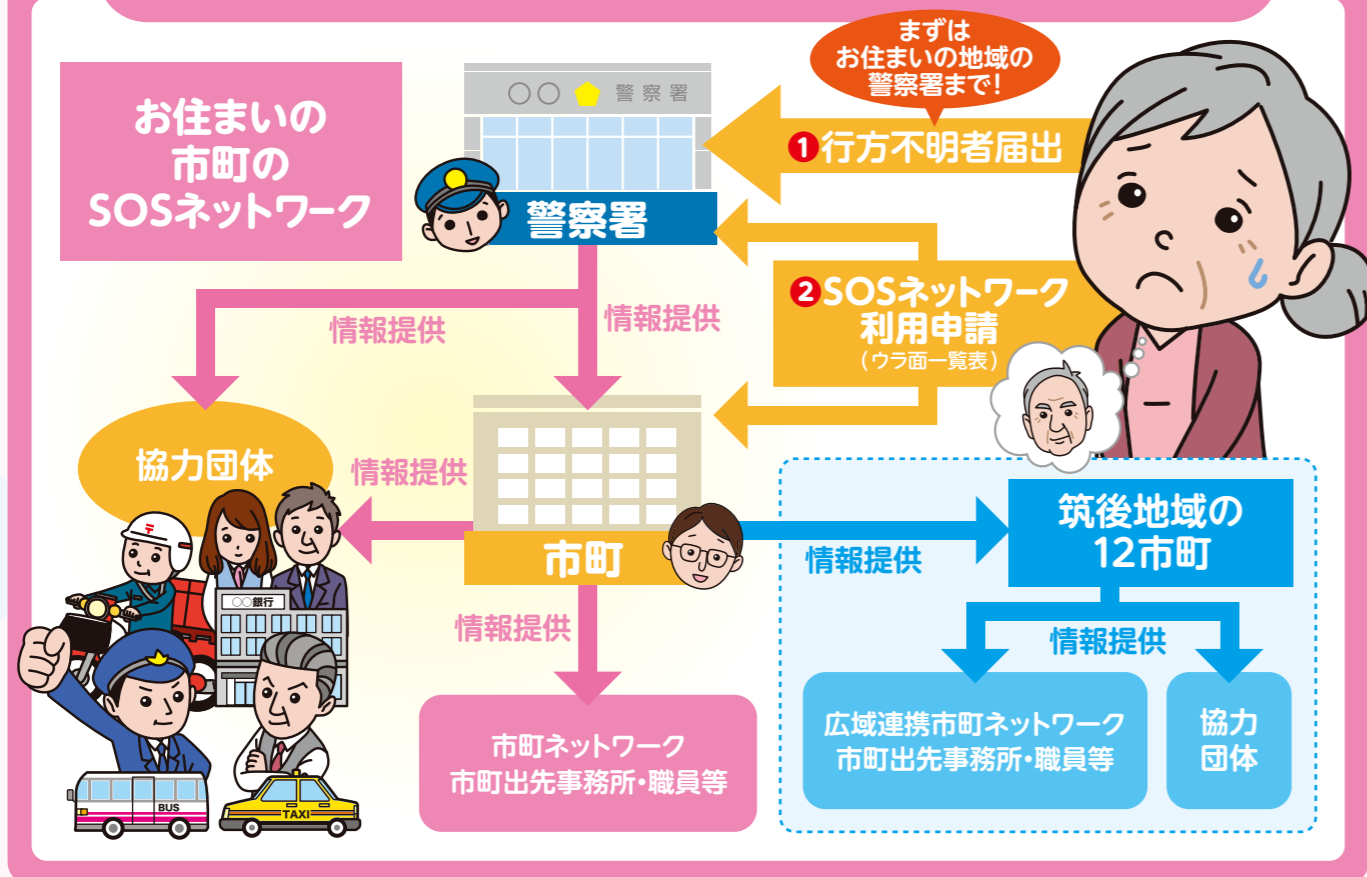 まずは
お住まいの地域の
警察署まで!
お住まいの
市町の
SOSネットワーク
○○ 警察署
❶行方不明者届出
警察署
❷SOSネットワーク
利用申請
(ウラ面一覧表)
情報提供
情報提供
協力団体
情報提供
市町
情報提供
筑後地域の
12市町
情報提供
情報提供
〒
○○銀行
BUS
TAXI
市町ネットワーク
市町出先事務所・職員等
広域連携市町ネットワーク
市町出先事務所・職員等
協力
団体